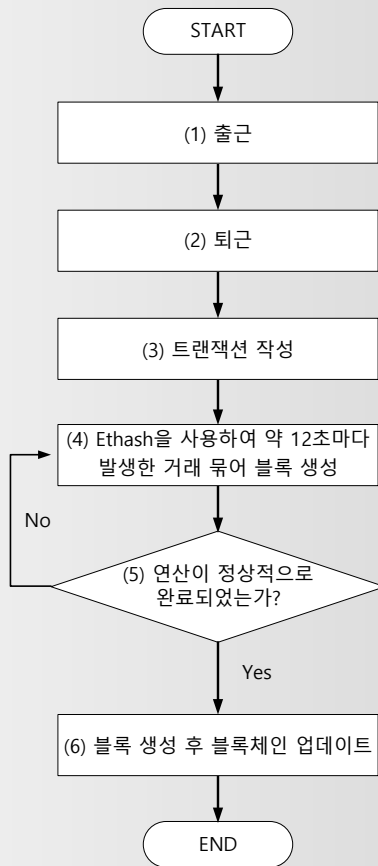 START
(1) 출근
(2) 퇴근
(3) 트랜잭션 작성
(4) Ethash을 사용하여 약 12초마다
발생한 거래 묶어 블록 생성
No
(5) 연산이 정상적으로
완료되었는가?
Yes
(6) 블록 생성 후 블록체인 업데이트
END